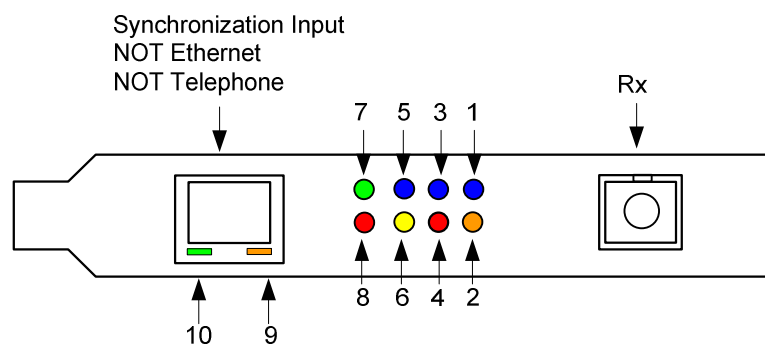 Synchronization Input
NOT Ethernet
NOT Telephone
Rx
7 5 3 1
8 6 4 2
10 9